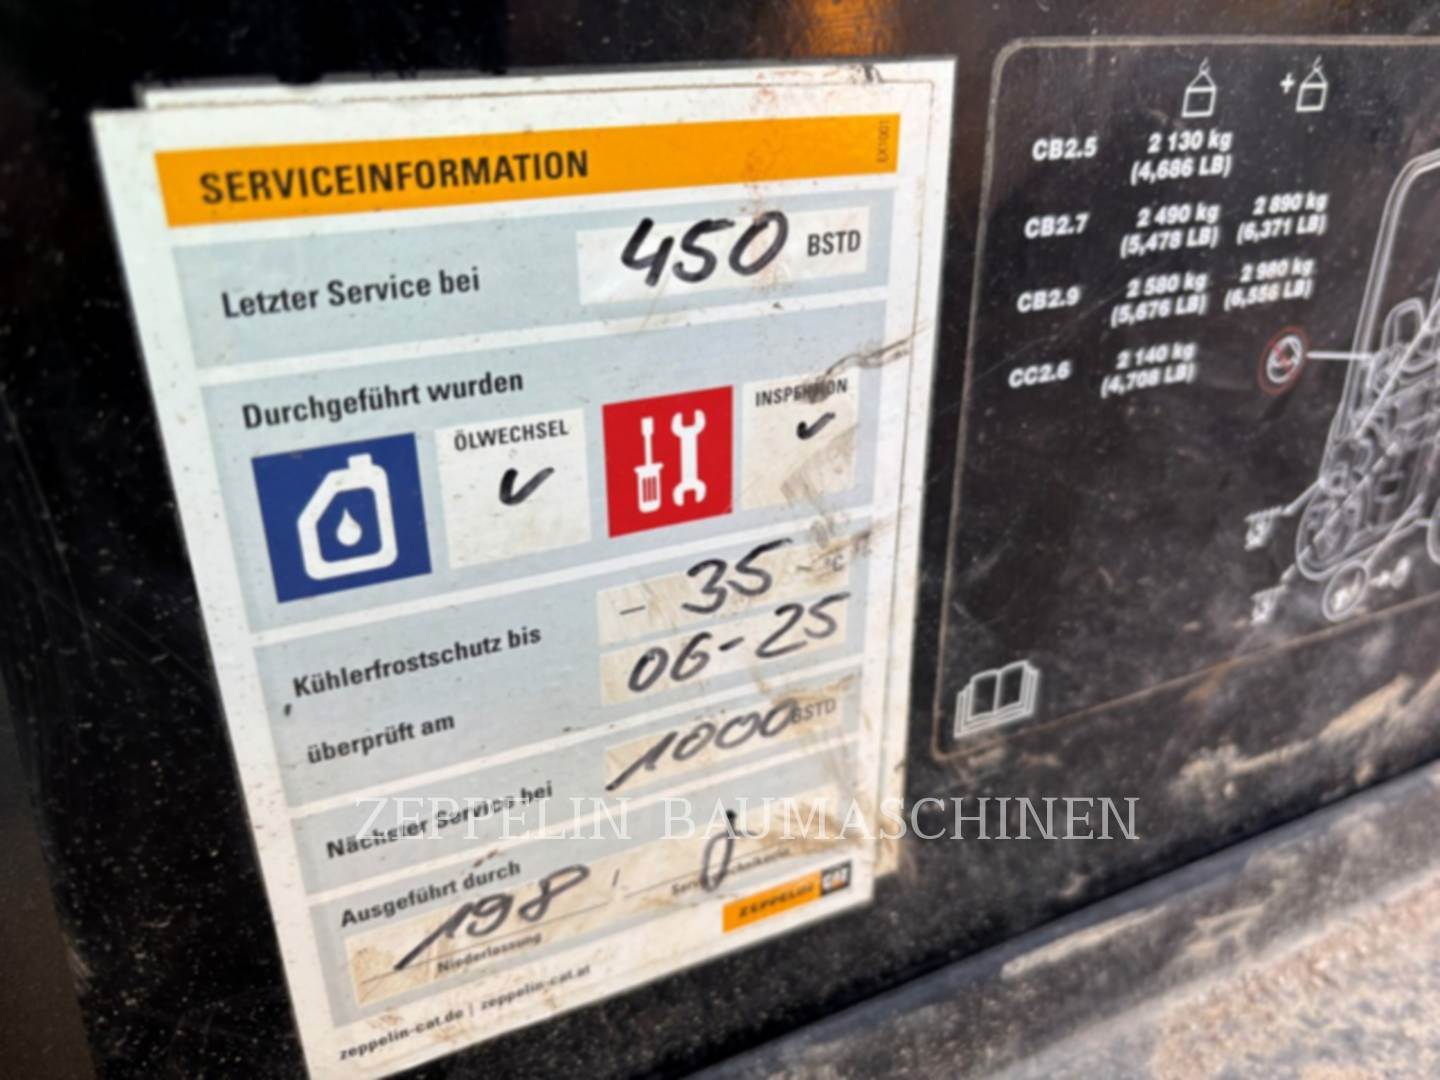 SERVICEINFORMATION
EX1001
Letzter Service bei 450 BSTD
Durchgeführt wurden
ÖLWECHSEL
INSPEKTION
Kühlerfrostschutz bis - 35 °C
überprüft am 06-25
Nächster Service bei 1000 BSTD
Ausgeführt durch
198 /
Niederlassung
ZEPPELIN CAT
zeppelin-cat.de | zeppelin-cat.at
CB2.5 2 130 kg
(4,686 LB)
CB2.7 2 490 kg 2 890 kg
(5,478 LB) (6,371 LB)
CB2.9 2 580 kg 2 980 kg
(5,676 LB) (6,556 LB)
CC2.6 2 140 kg
(4,708 LB)
ZEPPELIN BAUMASCHINEN